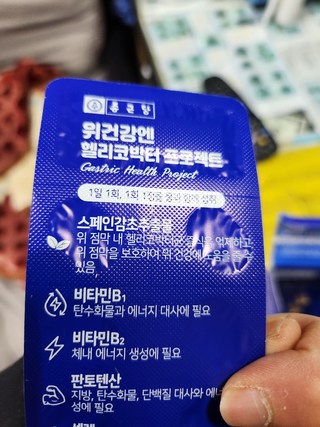 종근당
위건강엔
헬리코박터 프로젝트
Gastric Health Project
1일 1회, 1회 1정을 물과 함께 섭취
스페인감초추출물
위 점막 내 헬리코박터균 증식을 억제하고
위 점막을 보호하여 위 건강에 도움을 줄 수
있음,
비타민B₁
탄수화물과 에너지 대사에 필요
비타민B₂
체내 에너지 생성에 필요
판토텐산
지방, 탄수화물, 단백질 대사와 에너
성에 필요
셀레